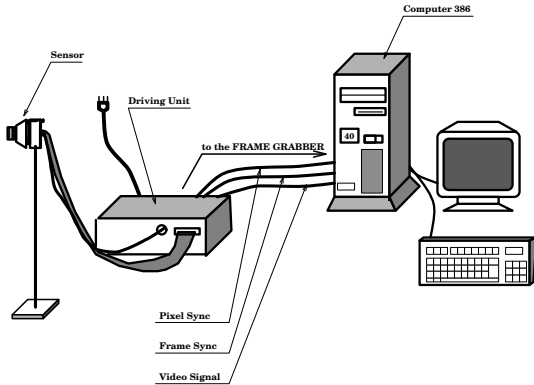 Computer 386
Sensor
Driving Unit
to the FRAME GRABBER
40
Pixel Sync
Frame Sync
Video Signal